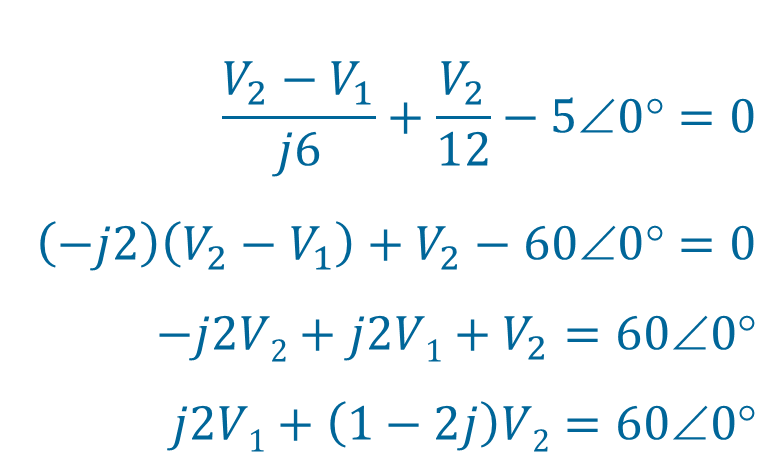 (V₂ − V₁)/j6 + V₂/12 − 5∠0° = 0
(−j2)(V₂ − V₁) + V₂ − 60∠0° = 0
−j2V₂ + j2V₁ + V₂ = 60∠0°
j2V₁ + (1 − 2j)V₂ = 60∠0°